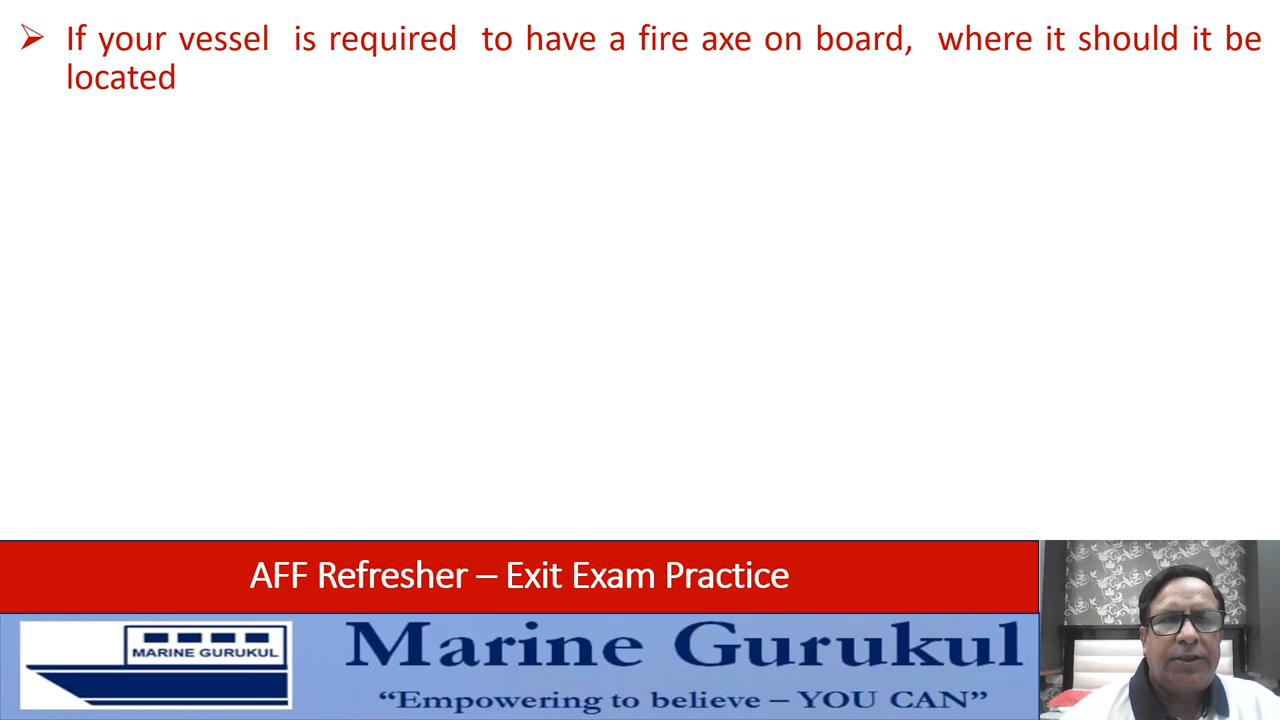 ➢ If your vessel is required to have a fire axe on board, where it should it be
located
AFF Refresher – Exit Exam Practice
MARINE GURUKUL
Marine Gurukul
“Empowering to believe – YOU CAN”